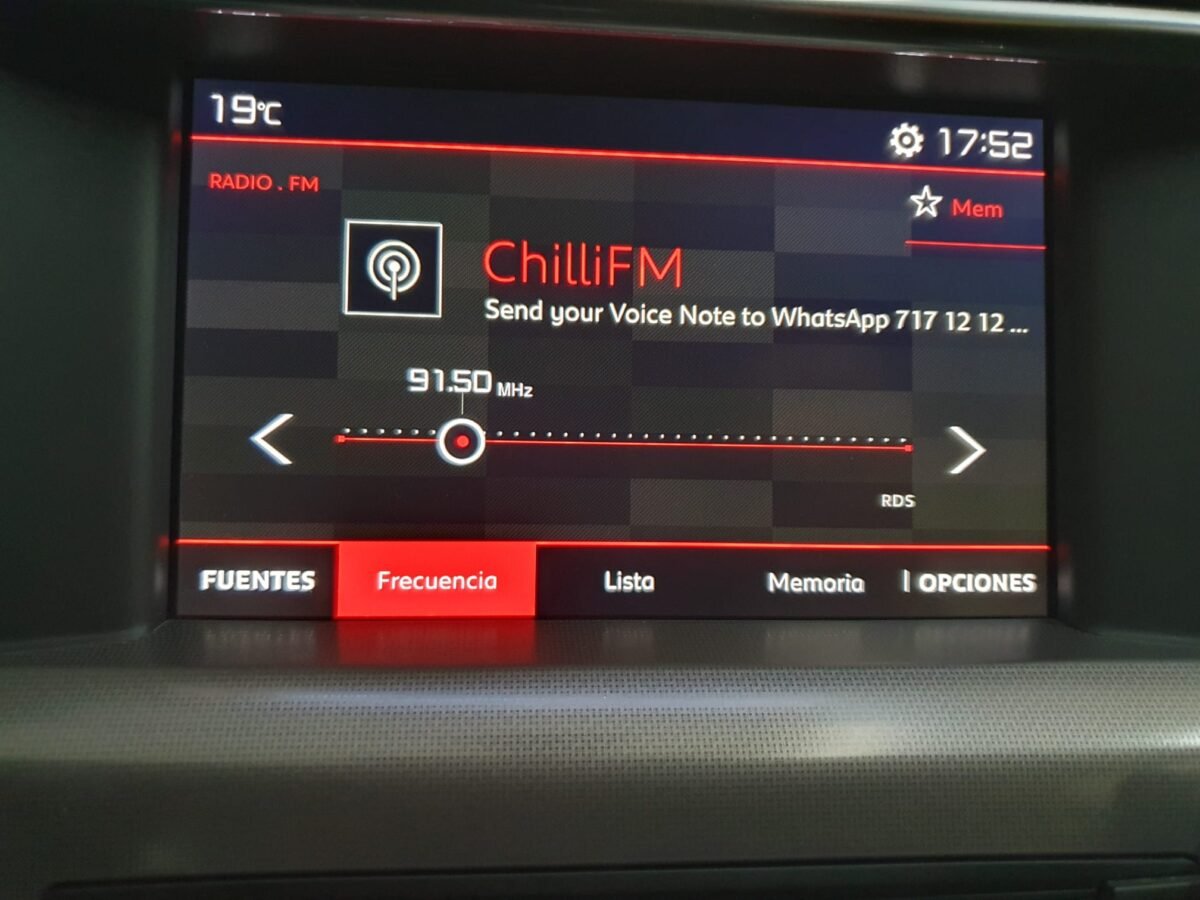 19°C
17:52
RADIO . FM
Mem
ChilliFM
Send your Voice Note to WhatsApp 717 12 12 ...
91.50 MHz
RDS
FUENTES Frecuencia Lista Memoria OPCIONES